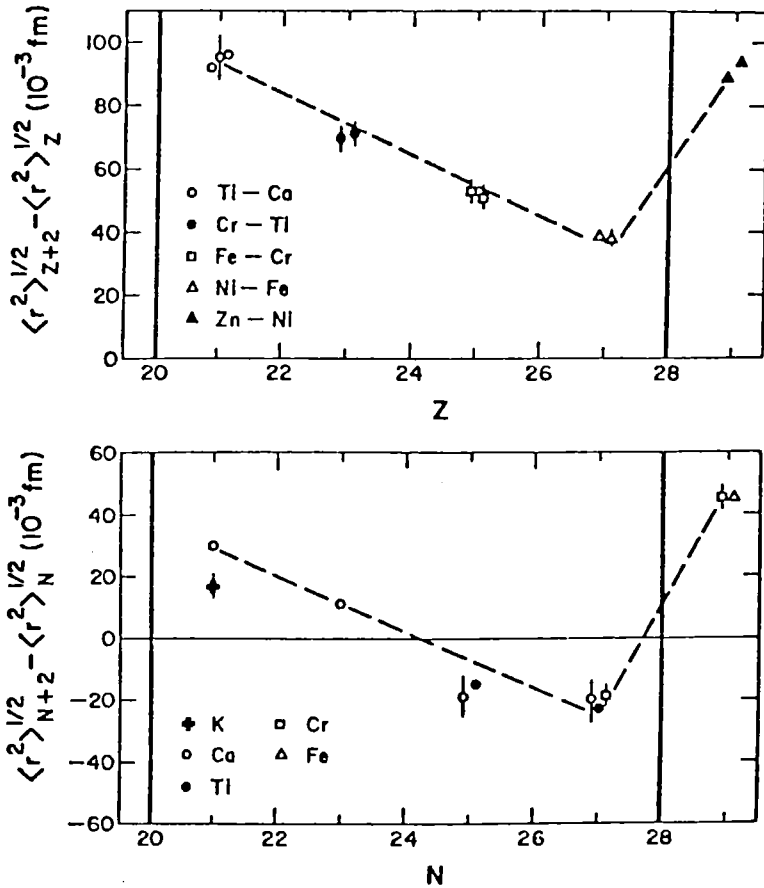 ⟨r²⟩^{1/2}_{Z+2} − ⟨r²⟩^{1/2}_{Z} (10⁻³ fm)
100
80
60
40
20
0
○ Ti − Ca
● Cr − Ti
□ Fe − Cr
△ Ni − Fe
▲ Zn − Ni
20 22 24 26 28
Z
⟨r²⟩^{1/2}_{N+2} − ⟨r²⟩^{1/2}_{N} (10⁻³ fm)
60
40
20
0
−20
−40
−60
✚ K □ Cr
○ Ca △ Fe
● Ti
20 22 24 26 28
N